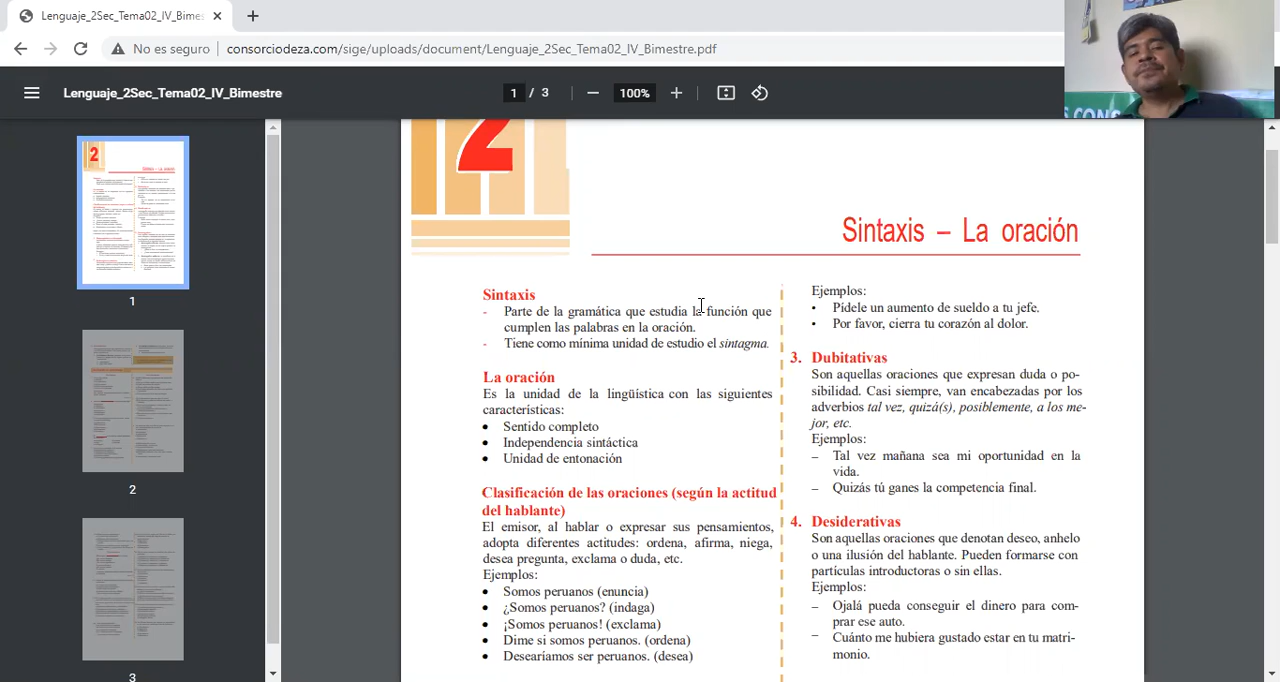 Lenguaje_2Sec_Tema02_IV_Bimes
No es seguro
consorciodeza.com/sige/uploads/document/Lenguaje_2Sec_Tema02_IV_Bimestre.pdf
Lenguaje_2Sec_Tema02_IV_Bimestre
1 / 3
100%
2
1
2
3
2
Sintaxis – La oración
Sintaxis
- Parte de la gramática que estudia la función que
cumplen las palabras en la oración.
- Tiene como mínima unidad de estudio el sintagma.
La oración
Es la unidad de la lingüística con las siguientes
características:
• Sentido completo
• Independencia sintáctica
• Unidad de entonación
Clasificación de las oraciones (según la actitud
del hablante)
El emisor, al hablar o expresar sus pensamientos,
adopta diferentes actitudes: ordena, afirma, niega,
desea pregunta, exclama o duda, etc.
Ejemplos:
• Somos peruanos (enuncia)
• ¿Somos peruanos? (indaga)
• ¡Somos peruanos! (exclama)
• Dime si somos peruanos. (ordena)
• Desearíamos ser peruanos. (desea)
Ejemplos:
• Pídele un aumento de sueldo a tu jefe.
• Por favor, cierra tu corazón al dolor.
3. Dubitativas
Son aquellas oraciones que expresan duda o po-
sibilidad. Casi siempre, van encabezadas por los
adverbios tal vez, quizá(s), posiblemente, a los me-
jor, etc.
Ejemplos:
– Tal vez mañana sea mi oportunidad en la
vida.
– Quizás tú ganes la competencia final.
4. Desiderativas
Son aquellas oraciones que denotan deseo, anhelo
o una ilusión del hablante. Pueden formarse con
partículas introductoras o sin ellas.
Ejemplos:
– Ojalá pueda conseguir el dinero para com-
prar ese auto.
– Cuánto me hubiera gustado estar en tu matri-
monio.